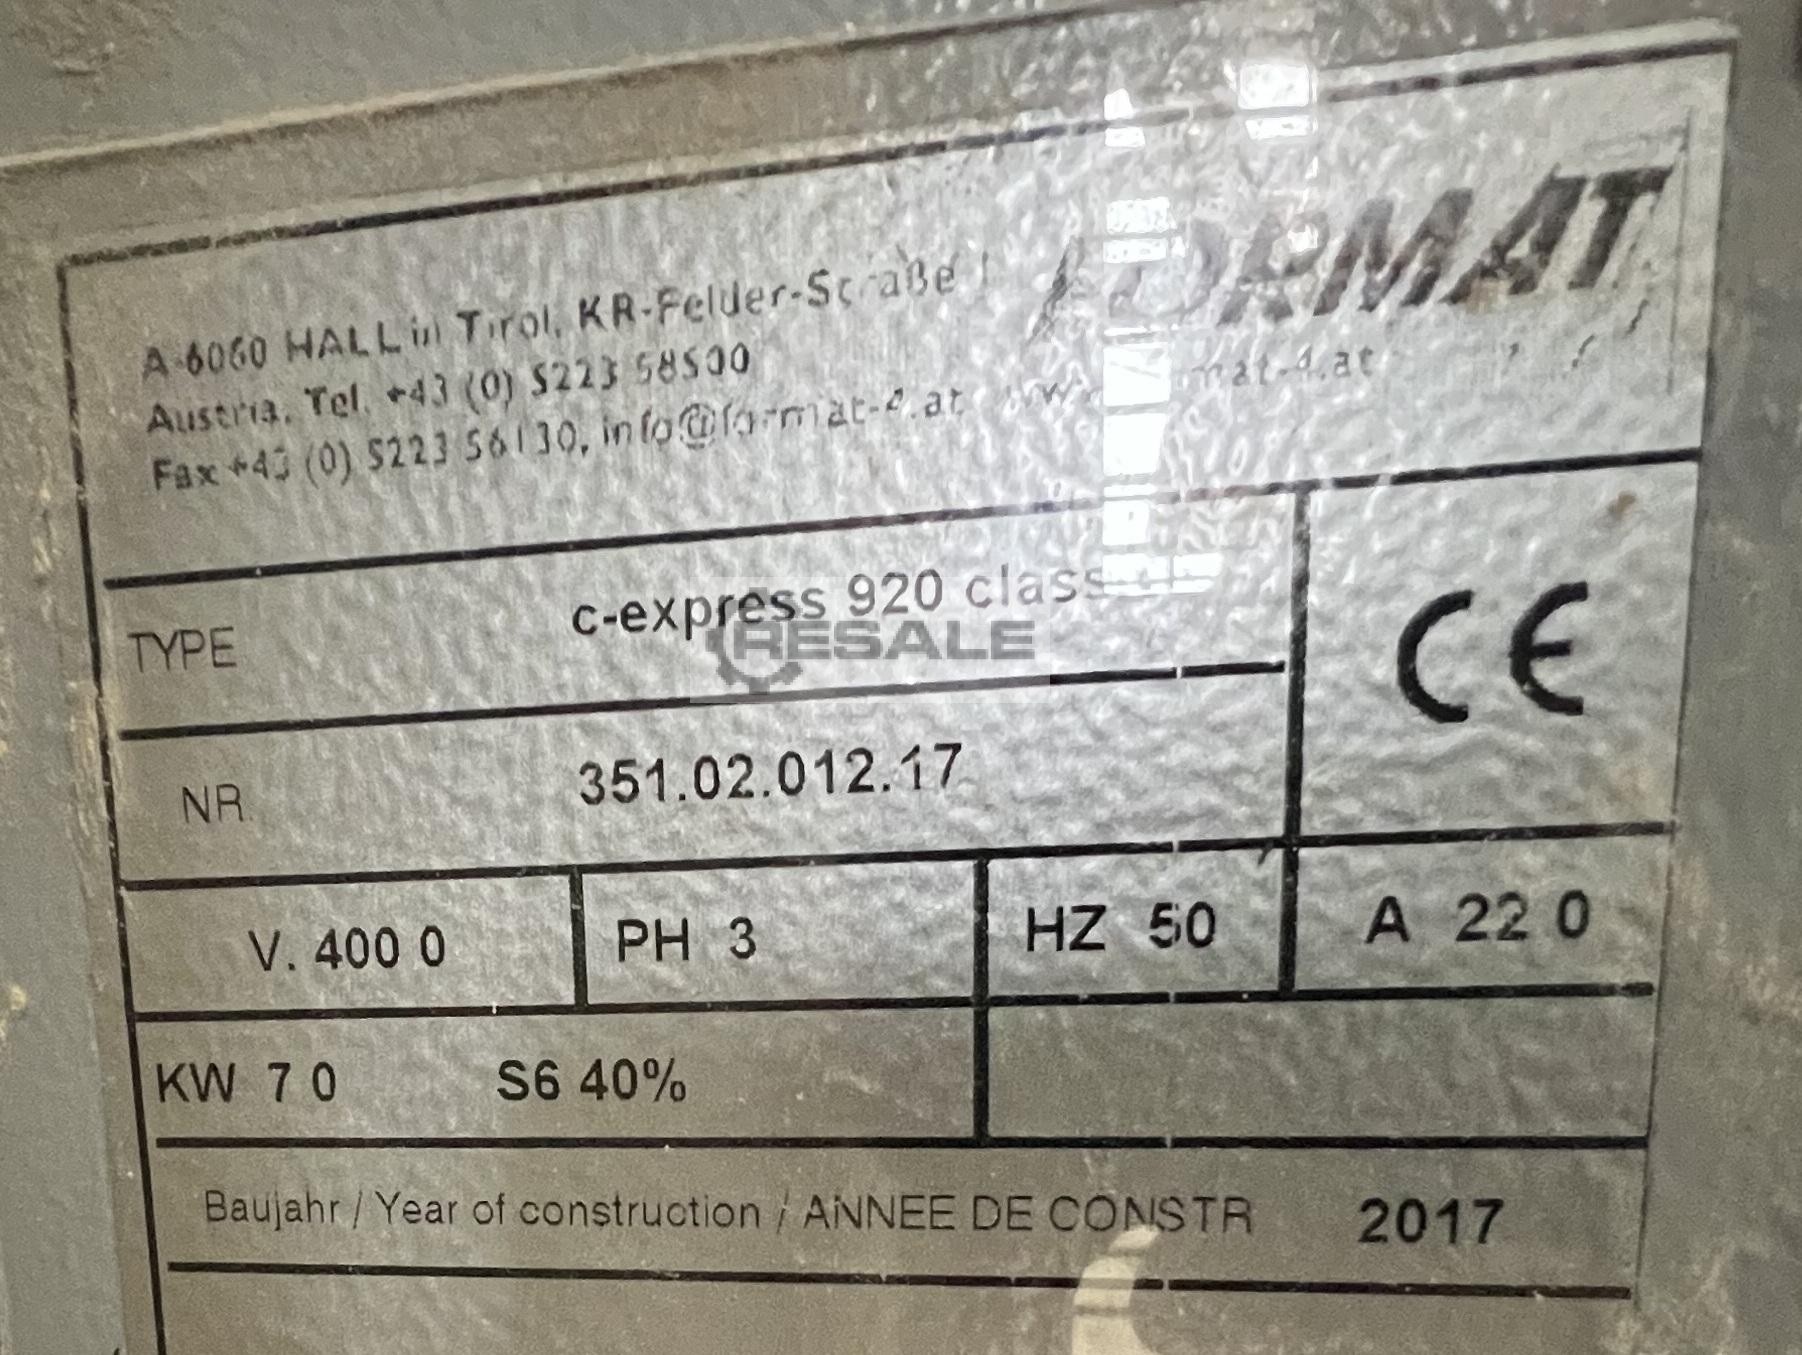 FORMAT
A-6060 HALL in Tirol, KR-Felder-Straße 1
Austria, Tel. +43 (0) 5223 58500
Fax +43 (0) 5223 56130, info@format-4.at
TYPE c-express 920 classic
RESALE
CE
NR. 351.02.012.17
V. 400 0 PH 3 HZ 50 A 22 0
KW 7 0 S6 40%
Baujahr / Year of construction / ANNEE DE CONSTR 2017